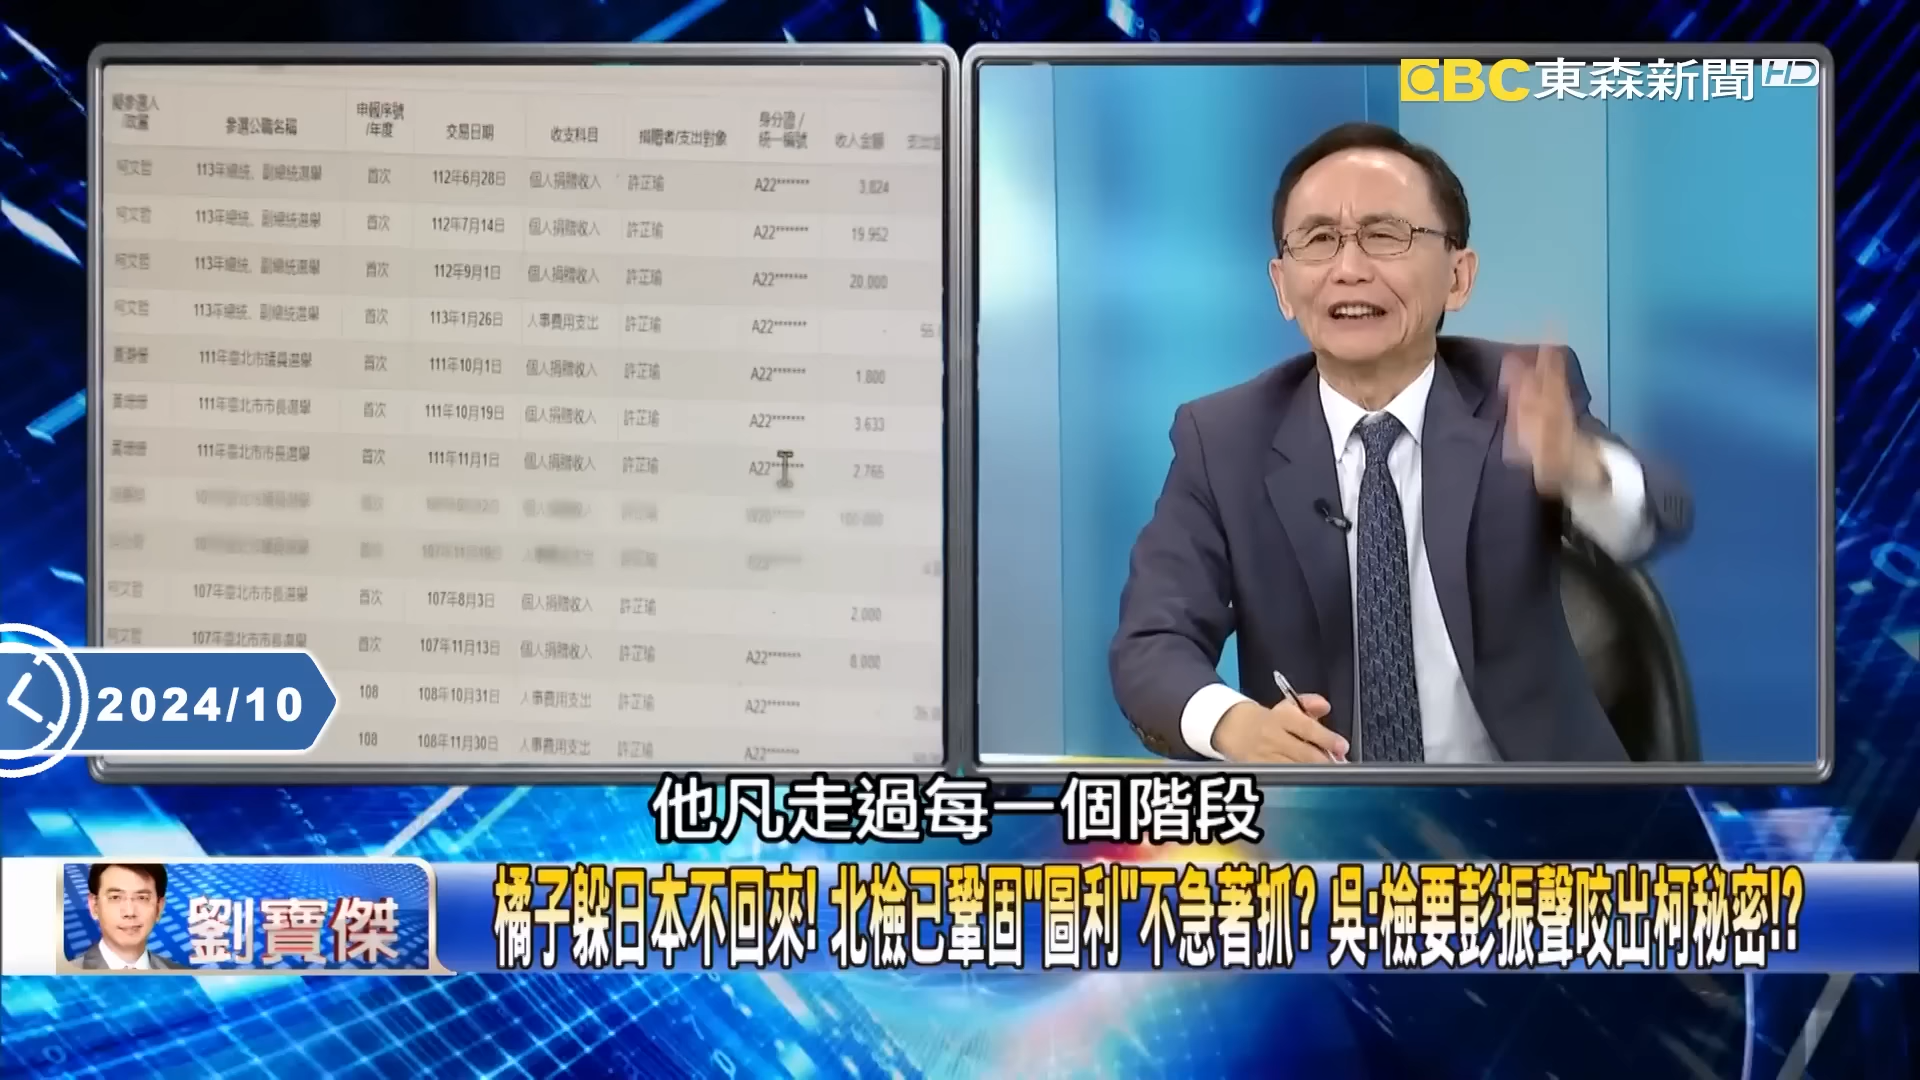 EBC 東森新聞 HD
擬參選人/政黨 參選公職名稱 申報序號/年度 交易日期 收支科目 捐贈者/支出對象 身分證/統一編號 收入金額
柯文哲 113年總統、副總統選舉 首次 112年6月28日 個人捐贈收入 許芷瑜 A22******* 3,824
柯文哲 113年總統、副總統選舉 首次 112年7月14日 個人捐贈收入 許芷瑜 A22******* 19,952
柯文哲 113年總統、副總統選舉 首次 112年9月1日 個人捐贈收入 許芷瑜 A22******* 20,000
柯文哲 113年總統、副總統選舉 首次 113年1月26日 人事費用支出 許芷瑜 A22*******
111年臺北市議員選舉 首次 111年10月1日 個人捐贈收入 許芷瑜 A22******* 1,800
黃珊珊 111年臺北市市長選舉 首次 111年10月19日 個人捐贈收入 許芷瑜 A22******* 3,633
黃珊珊 111年臺北市市長選舉 首次 111年11月1日 個人捐贈收入 許芷瑜 A22******* 2,766
柯文哲 107年臺北市市長選舉 首次 107年8月3日 個人捐贈收入 許芷瑜 2,000
柯文哲 107年臺北市市長選舉 首次 107年11月13日 個人捐贈收入 許芷瑜 A22******* 8,000
108 108年10月31日 人事費用支出 許芷瑜 A22*******
108 108年11月30日 人事費用支出 許芷瑜 A22*******
2024/10
他凡走過每一個階段
劉寶傑
橘子躲日本不回來! 北檢已鞏固"圖利"不急著抓? 吳:檢要彭振聲咬出柯秘密!?